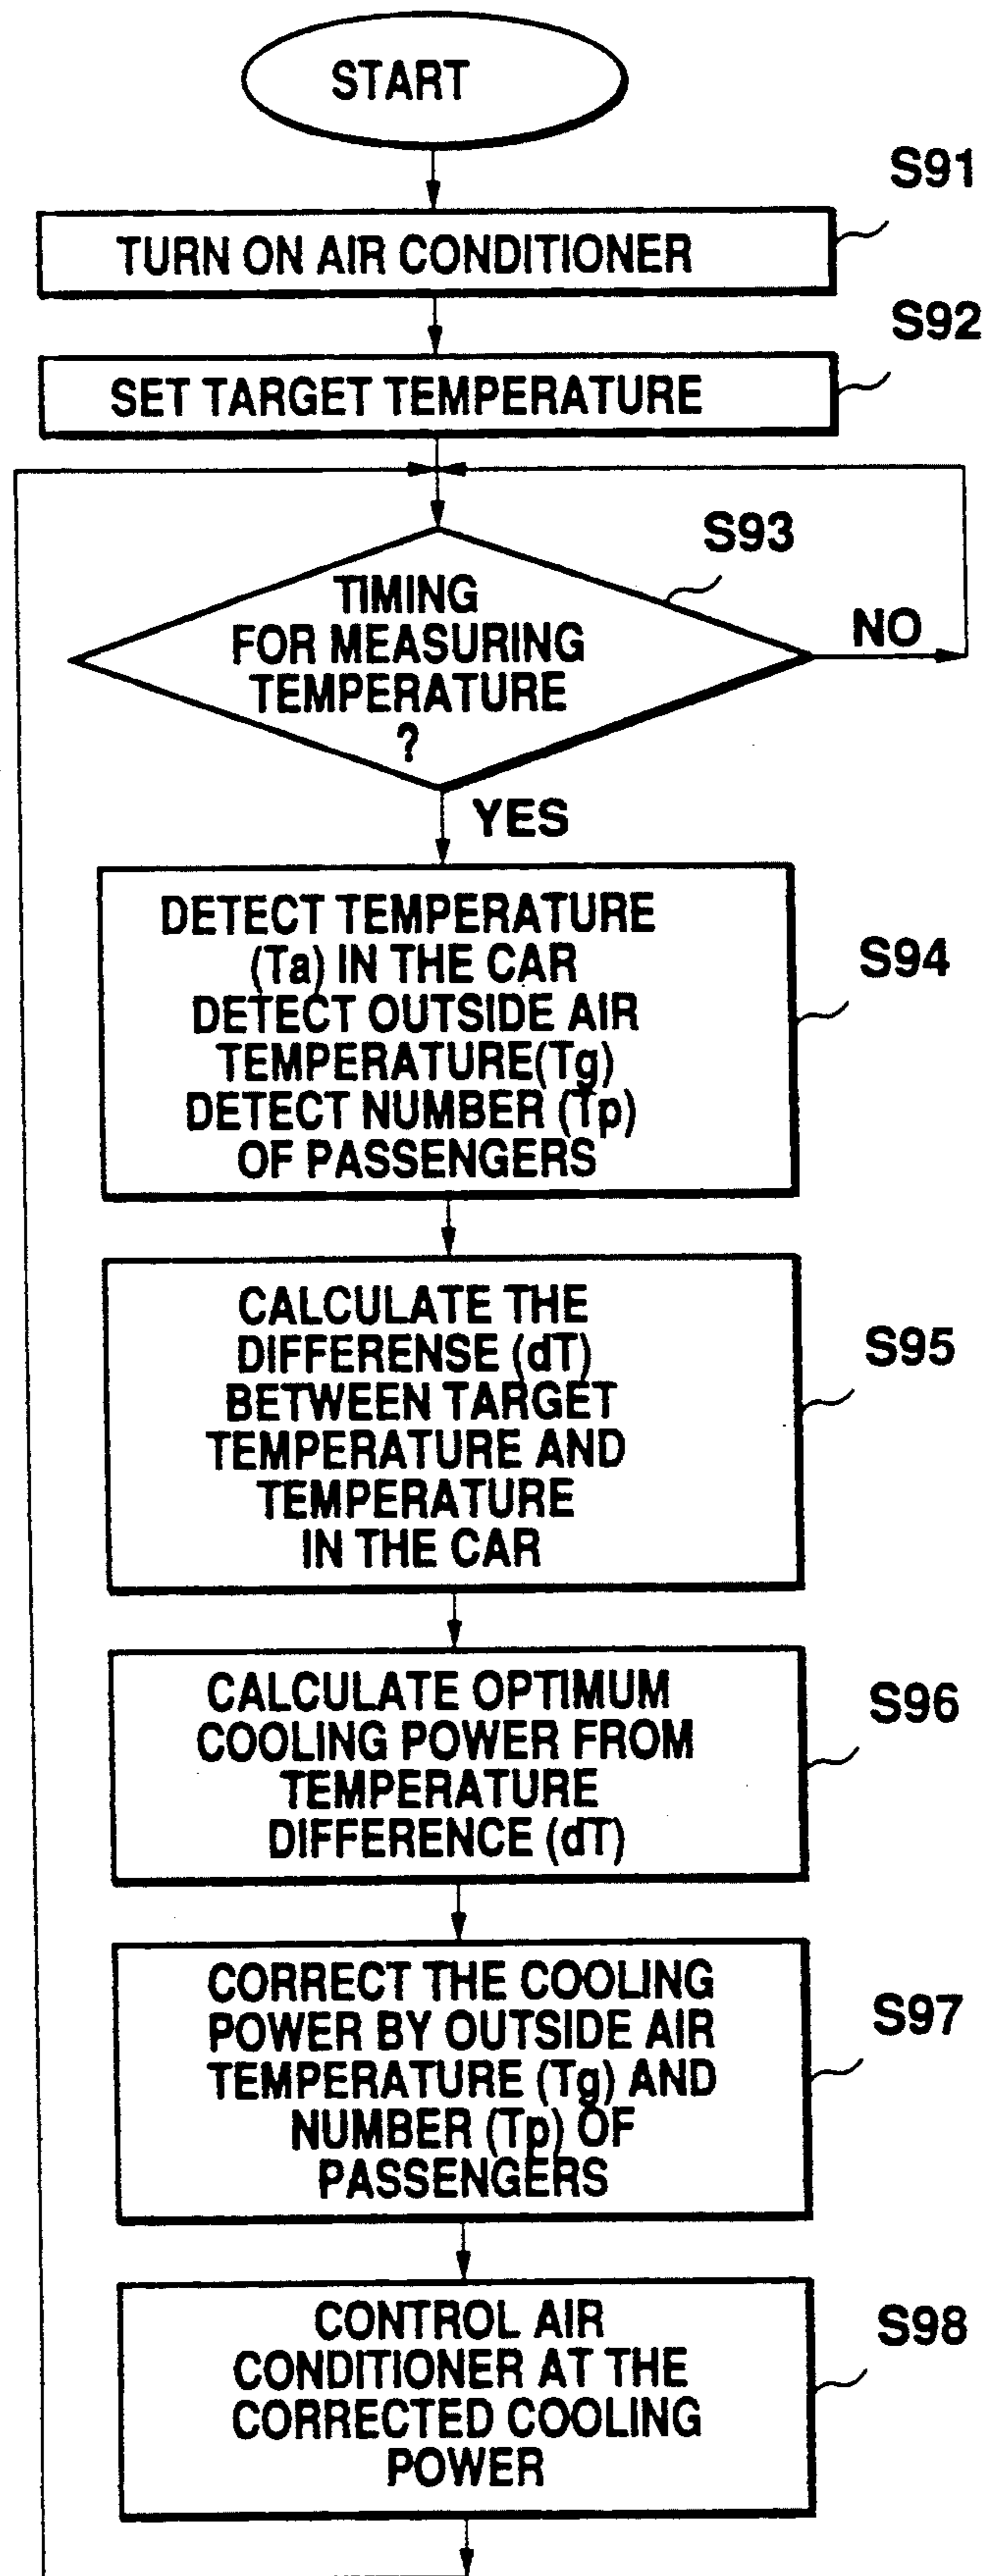 START
S91
TURN ON AIR CONDITIONER
S92
SET TARGET TEMPERATURE
S93
TIMING
FOR MEASURING
TEMPERATURE
?
NO
YES
DETECT TEMPERATURE
(Ta) IN THE CAR
DETECT OUTSIDE AIR
TEMPERATURE(Tg)
DETECT NUMBER (Tp)
OF PASSENGERS
S94
CALCULATE THE
DIFFERENSE (dT)
BETWEEN TARGET
TEMPERATURE AND
TEMPERATURE
IN THE CAR
S95
CALCULATE OPTIMUM
COOLING POWER FROM
TEMPERATURE
DIFFERENCE (dT)
S96
CORRECT THE COOLING
POWER BY OUTSIDE AIR
TEMPERATURE (Tg) AND
NUMBER (Tp) OF
PASSENGERS
S97
CONTROL AIR
CONDITIONER AT THE
CORRECTED COOLING
POWER
S98